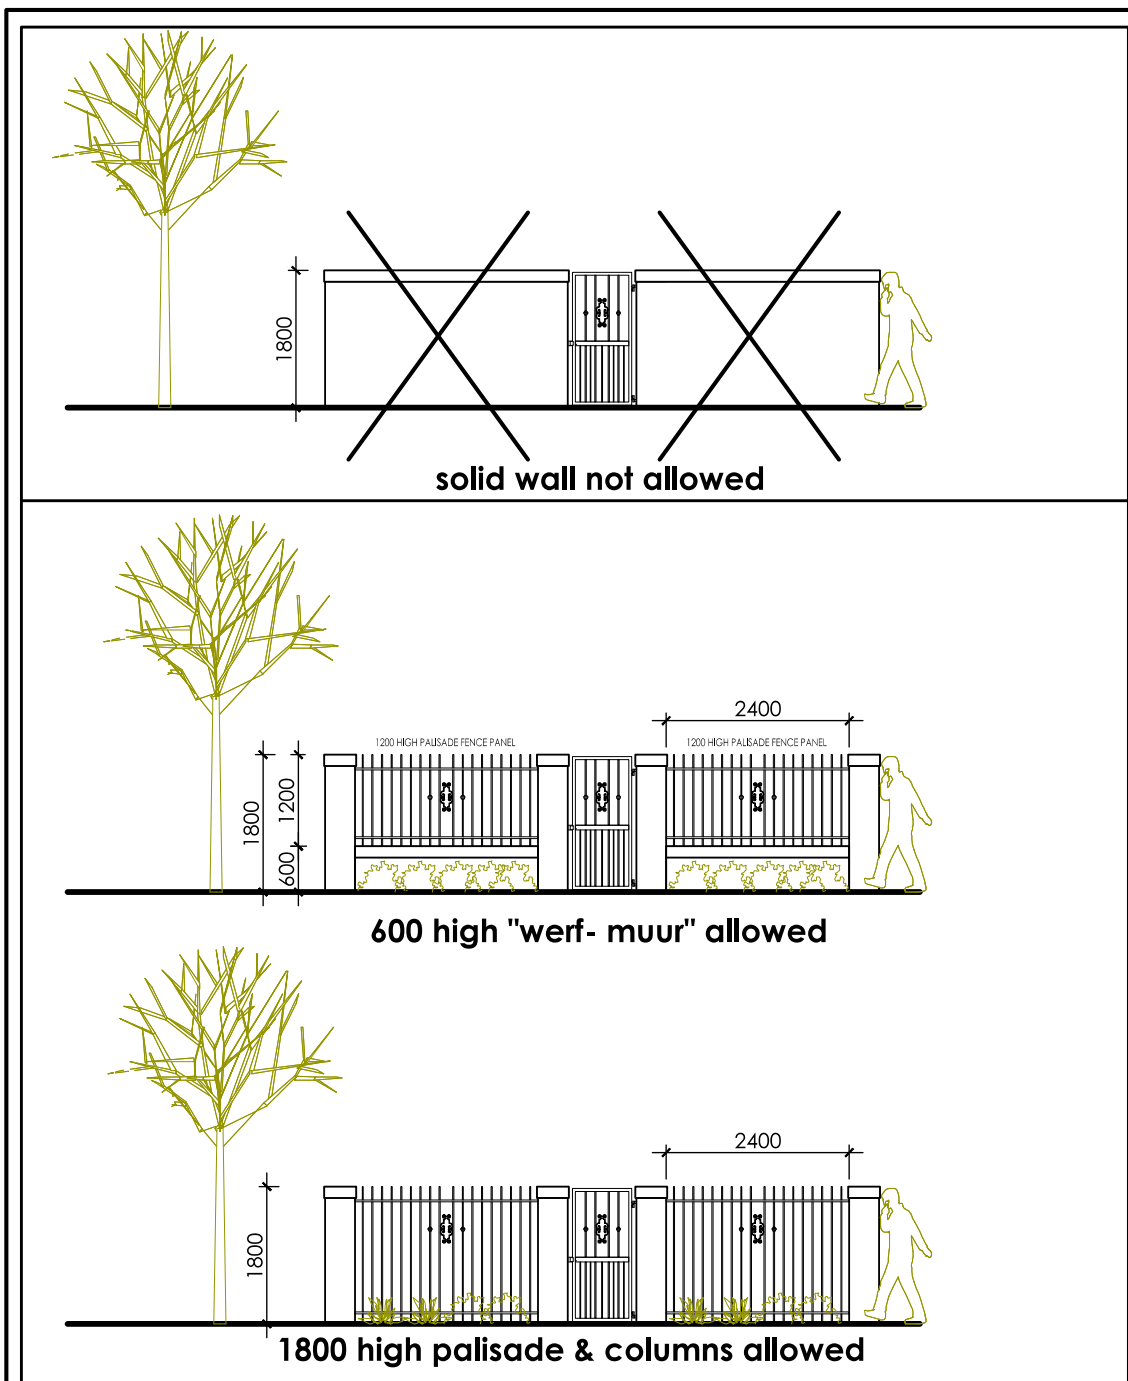 1800
solid wall not allowed
2400
1200 HIGH PALISADE FENCE PANEL
1200 HIGH PALISADE FENCE PANEL
1800
1200
600
600 high "werf- muur" allowed
2400
1800
1800 high palisade & columns allowed